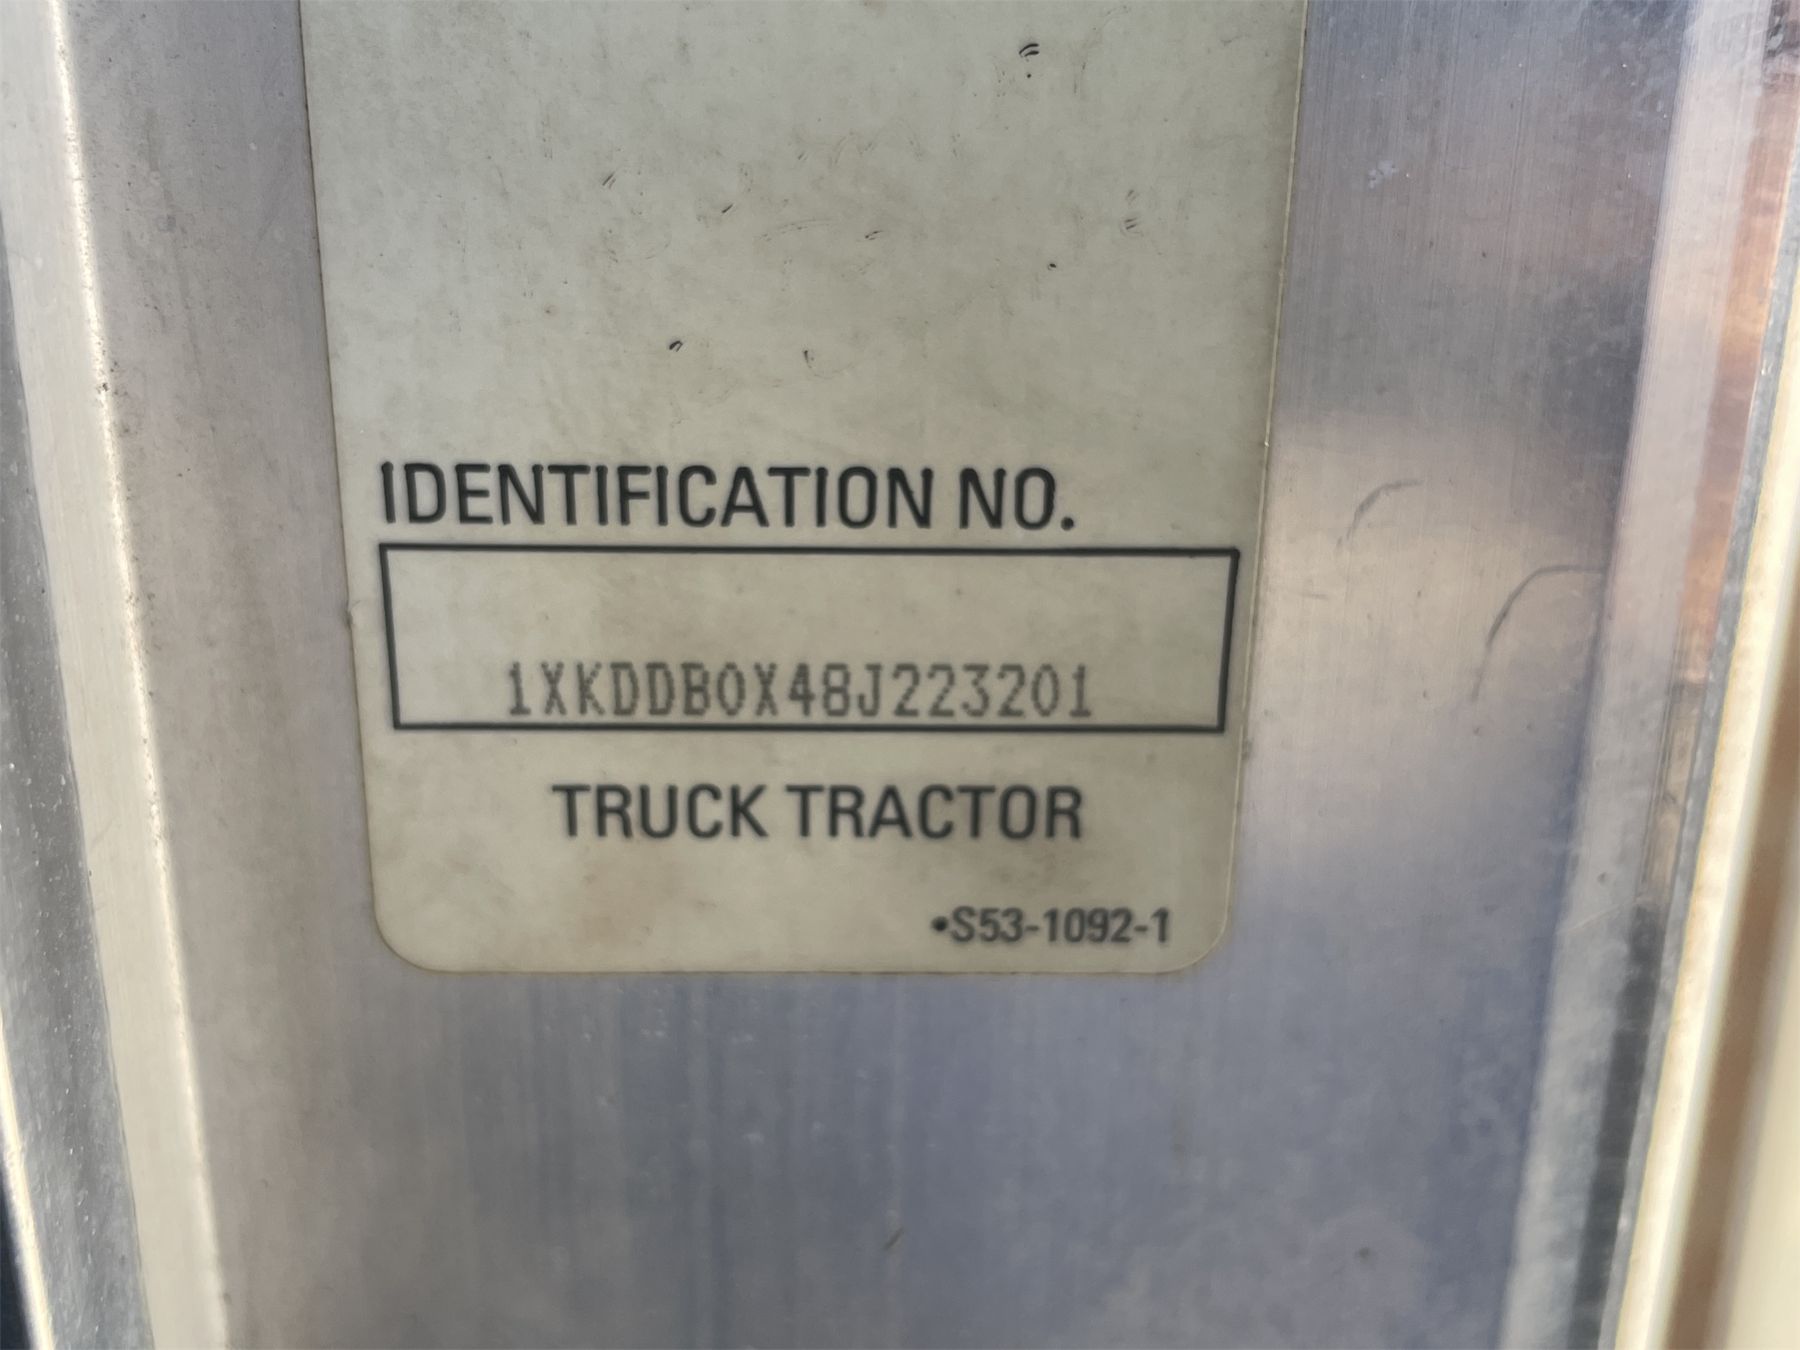 IDENTIFICATION NO.
1XKDDB0X48J223201
TRUCK TRACTOR
•S53-1092-1